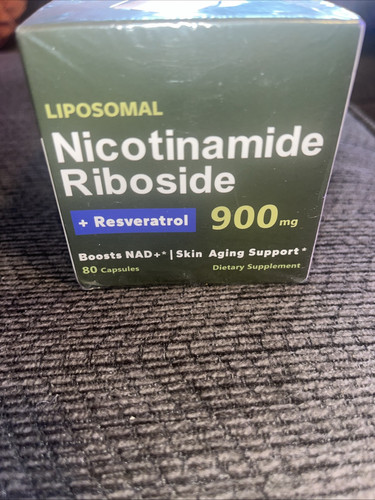 LIPOSOMAL
Nicotinamide
Riboside
+ Resveratrol 900mg
Boosts NAD+* | Skin Aging Support*
80 Capsules Dietary Supplement